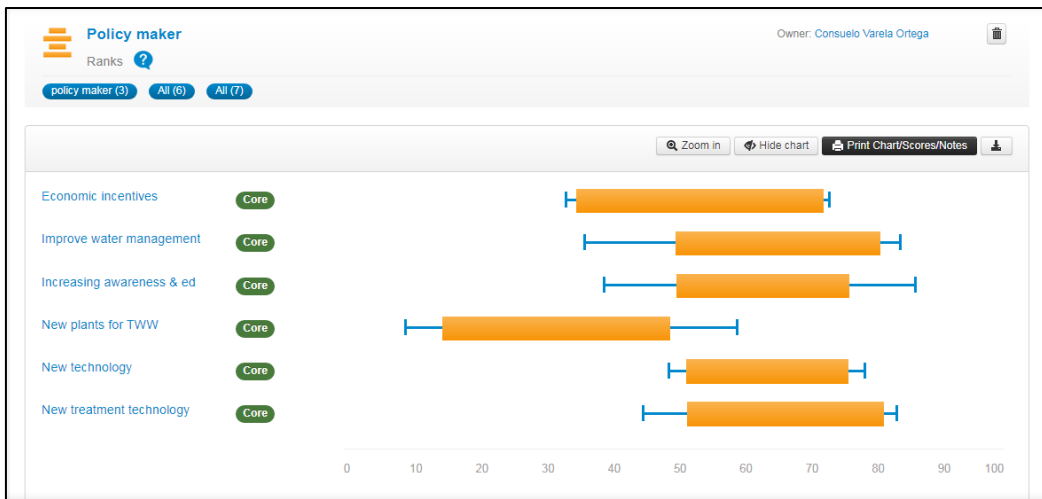 Policy maker
Owner: Consuelo Varela Ortega
Ranks ?
policy maker (3) All (6) All (7)
Zoom in Hide chart Print Chart/Scores/Notes
Economic incentives Core
Improve water management Core
Increasing awareness & ed Core
New plants for TWW Core
New technology Core
New treatment technology Core
0 10 20 30 40 50 60 70 80 90 100